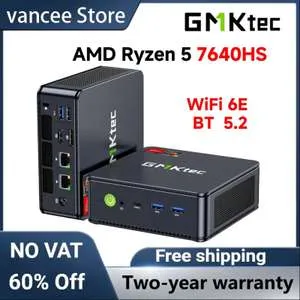 vancee Store
GMKtec
AMD Ryzen 5 7640HS
WiFi 6E
BT 5.2
GMKtec
NO VAT
60% Off
Free shipping
Two-year warranty